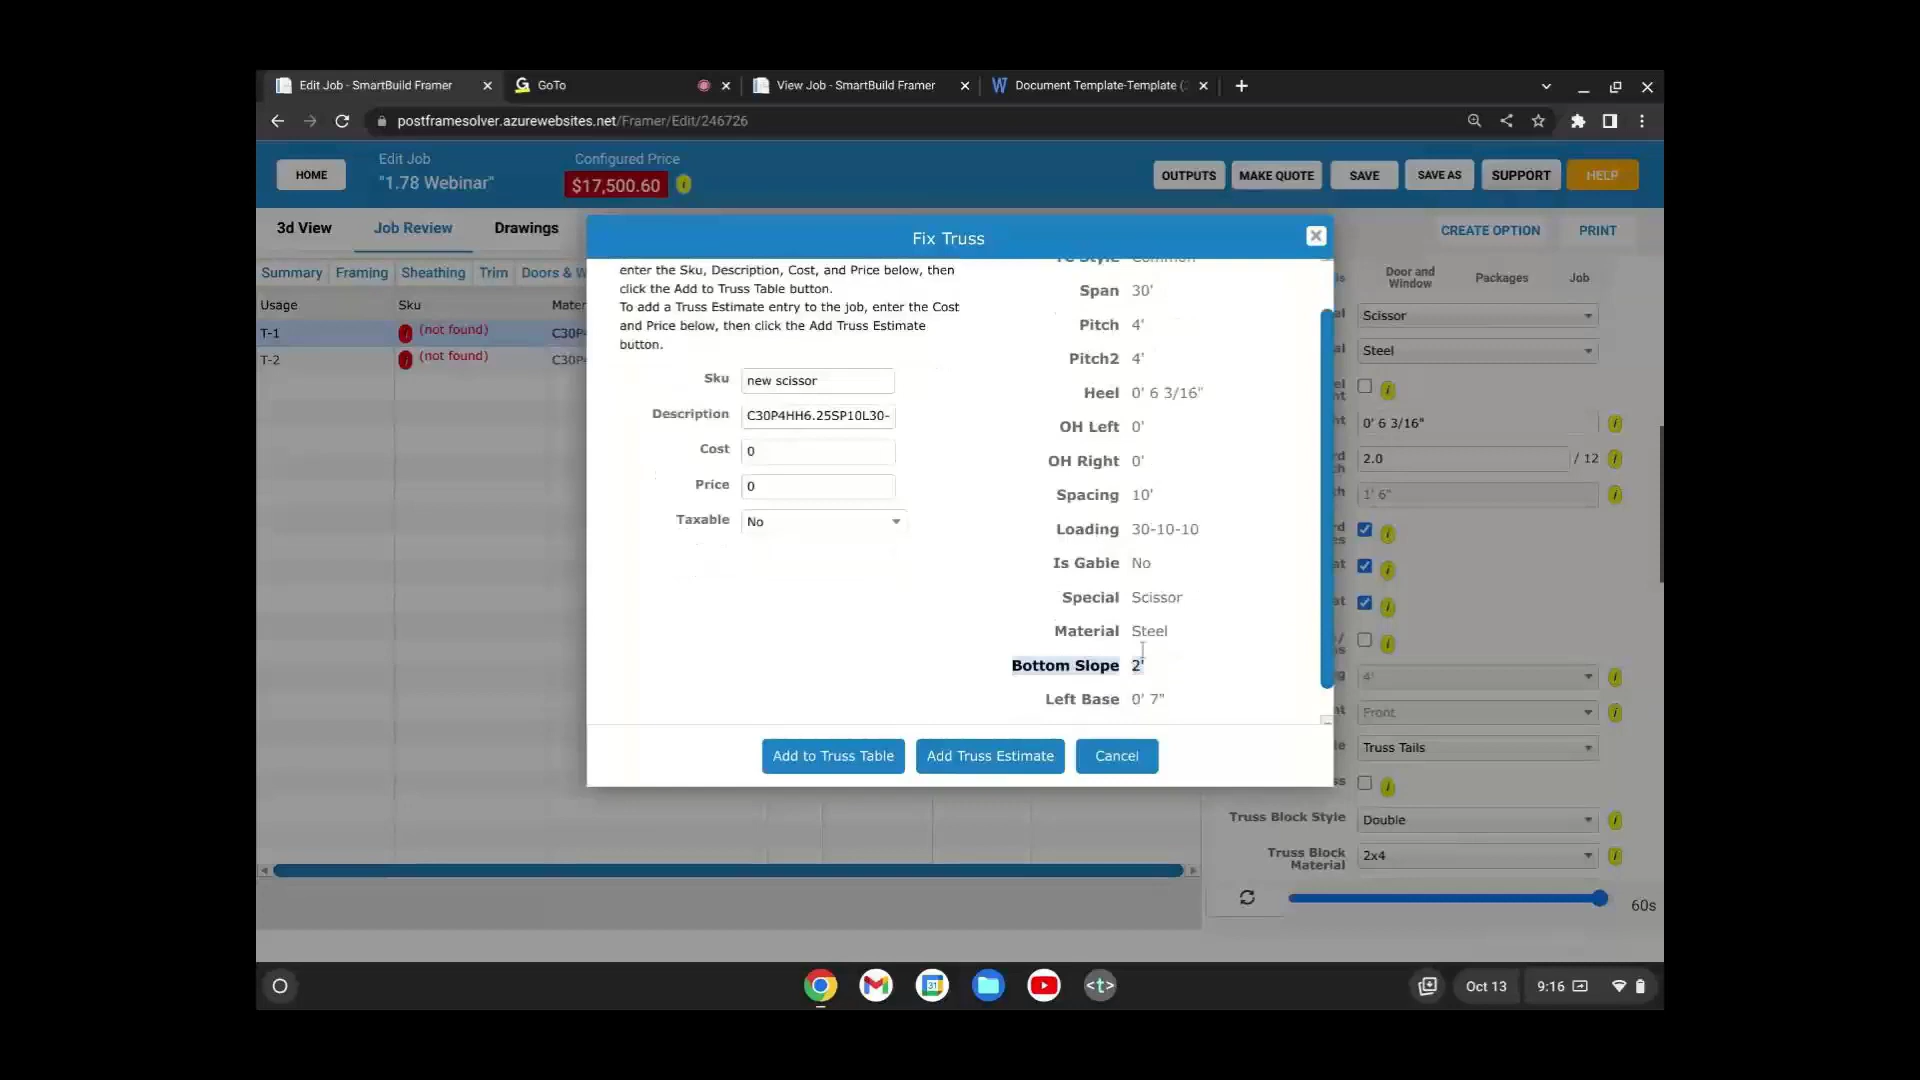 Edit Job - SmartBuild Framer
GoTo
View Job - SmartBuild Framer
Document Template-Template (
postframesolver.azurewebsites.net/Framer/Edit/246726
HOME
Edit Job
"1.78 Webinar"
Configured Price
$17,500.60
OUTPUTS
MAKE QUOTE
SAVE
SAVE AS
SUPPORT
HELP
3d View
Job Review
Drawings
CREATE OPTION
PRINT
Summary
Framing
Sheathing
Trim
Doors & W
Door and
Window
Packages
Job
Usage
Sku
Mater
T-1
(not found)
C30P
T-2
(not found)
C30P
Fix Truss
enter the Sku, Description, Cost, and Price below, then
click the Add to Truss Table button.
To add a Truss Estimate entry to the job, enter the Cost
and Price below, then click the Add Truss Estimate
button.
Sku
new scissor
Description
C30P4HH6.25SP10L30-
Cost
0
Price
0
Taxable
No
TC Style Common
Span 30'
Pitch 4'
Pitch2 4'
Heel 0' 6 3/16"
OH Left 0'
OH Right 0'
Spacing 10'
Loading 30-10-10
Is Gable No
Special Scissor
Material Steel
Bottom Slope 2'
Left Base 0' 7"
Add to Truss Table
Add Truss Estimate
Cancel
Scissor
Steel
0' 6 3/16"
2.0
/ 12
1' 6"
4'
Front
Truss Tails
Truss Block Style
Double
Truss Block
Material
2x4
60s
Oct 13
9:16